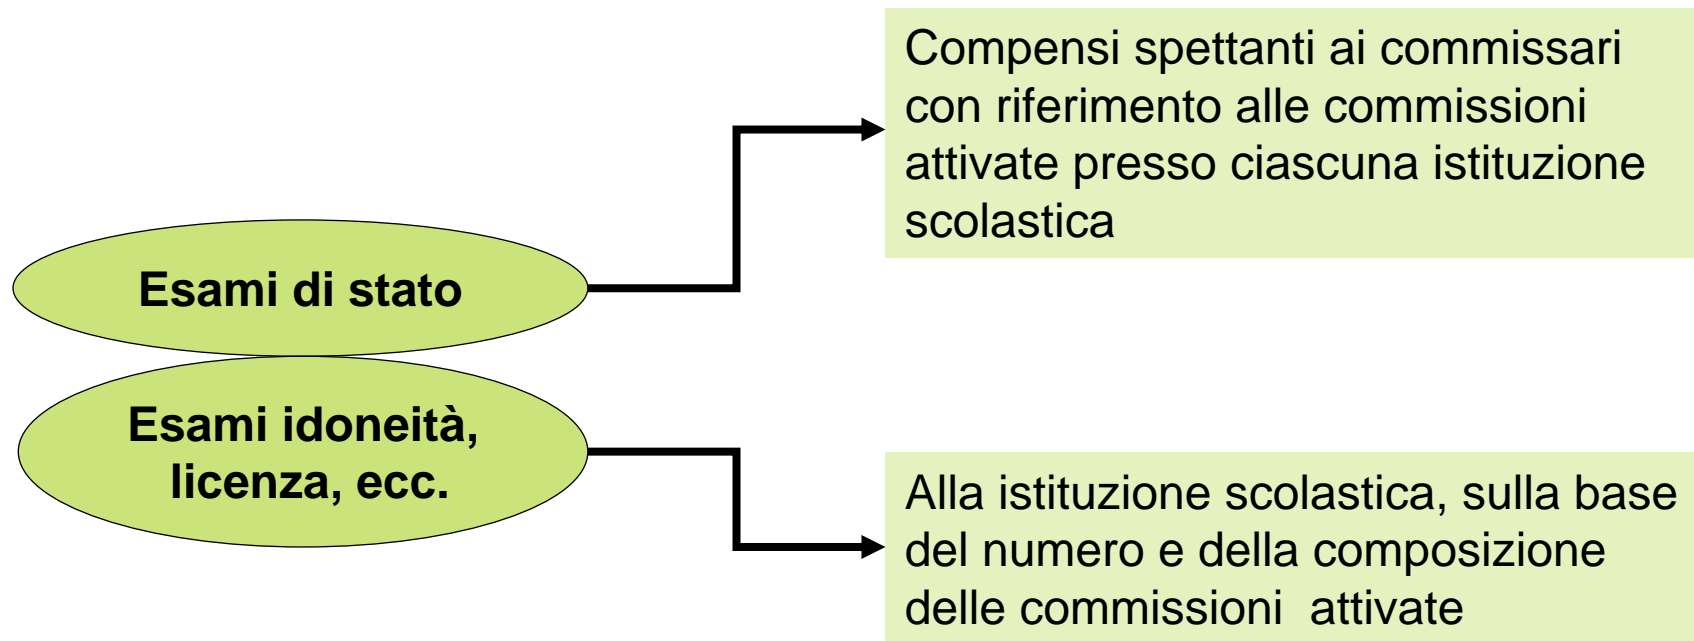 Compensi spettanti ai commissari
con riferimento alle commissioni
attivate presso ciascuna istituzione
scolastica
Esami di stato
Esami idoneità,
licenza, ecc.
Alla istituzione scolastica, sulla base
del numero e della composizione
delle commissioni  attivate